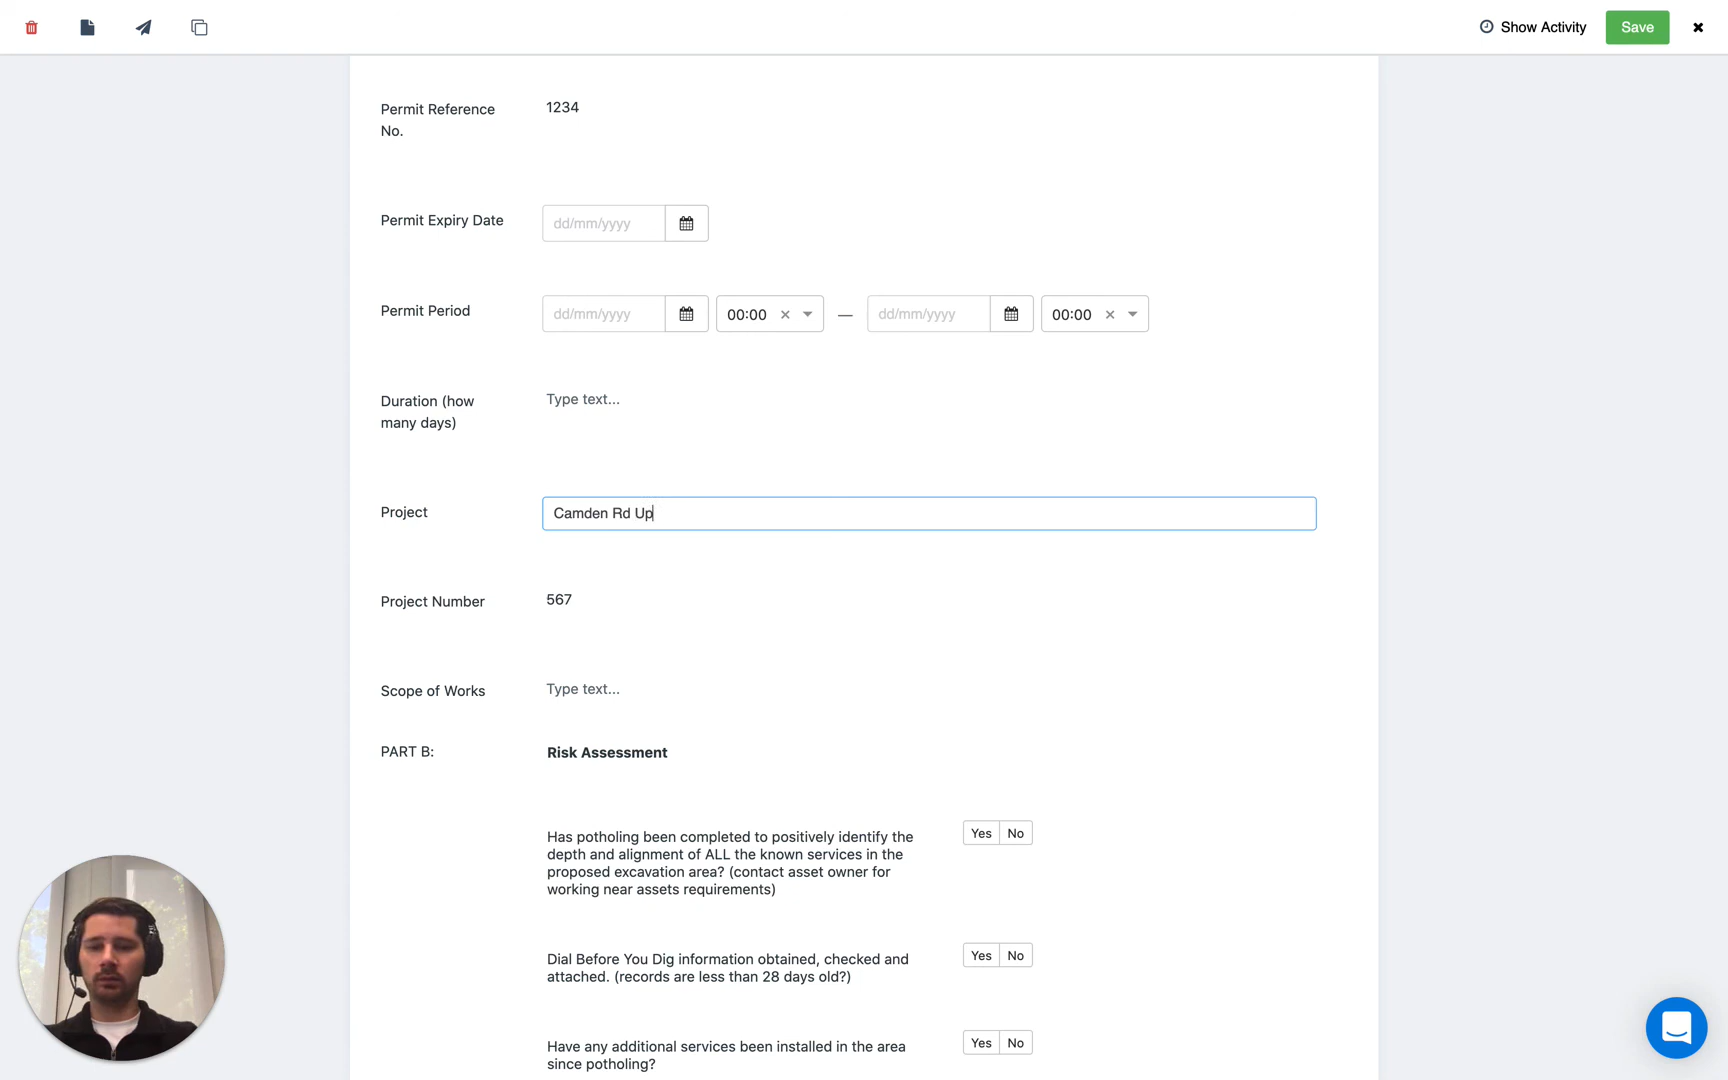 Show Activity
Save
Permit Reference
No.
1234
Permit Expiry Date
dd/mm/yyyy
Permit Period
dd/mm/yyyy
00:00
—
dd/mm/yyyy
00:00
Duration (how
many days)
Type text...
Project
Camden Rd Up
Project Number
567
Scope of Works
Type text...
PART B:
Risk Assessment
Has potholing been completed to positively identify the
depth and alignment of ALL the known services in the
proposed excavation area? (contact asset owner for
working near assets requirements)
Yes No
Dial Before You Dig information obtained, checked and
attached. (records are less than 28 days old?)
Yes No
Have any additional services been installed in the area
since potholing?
Yes No